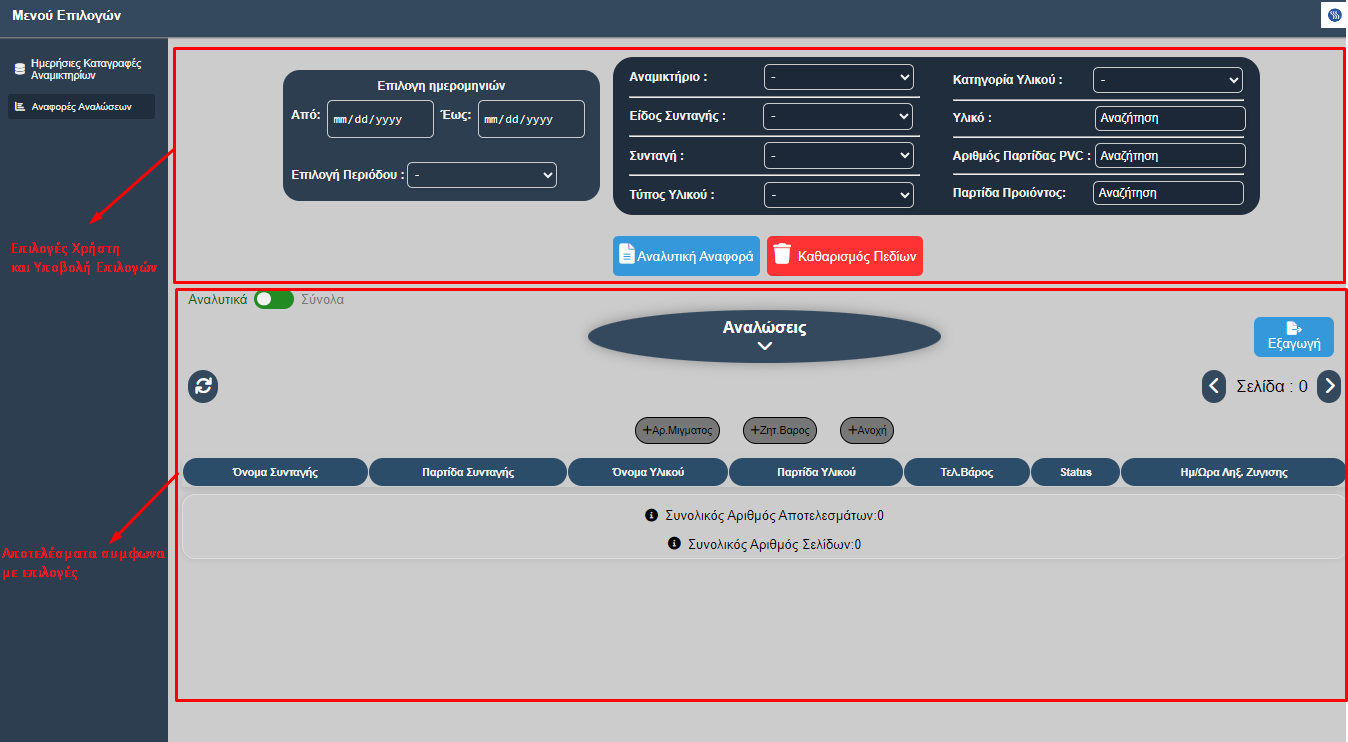 Μενού Επιλογών
Ημερήσιες Καταγραφές
Αναμικτηρίων
Αναφορές Αναλώσεων
Επιλογη ημερομηνιών
Από: mm/dd/yyyy Έως: mm/dd/yyyy
Επιλογή Περιόδου : -
Αναμικτήριο : -
Είδος Συνταγής : -
Συνταγή : -
Τύπος Υλικού : -
Κατηγορία Υλικού : -
Υλικό : Αναζήτηση
Αριθμός Παρτίδας PVC : Αναζήτηση
Παρτίδα Προιόντος: Αναζήτηση
Επιλογές Χρήστη
και Υποβολή Επιλογών
Αναλυτική Αναφορά
Καθαρισμός Πεδίων
Αναλυτικά Σύνολα
Αναλώσεις
Εξαγωγή
Σελίδα : 0
+Αρ.Μιγματος +Ζητ.Βαρος +Ανοχή
Όνομα Συνταγής Παρτίδα Συνταγής Όνομα Υλικού Παρτίδα Υλικού Τελ.Βάρος Status Ημ/Ωρα Ληξ. Ζυγισης
Συνολικός Αριθμός Αποτελεσμάτων:0
Συνολικός Αριθμός Σελίδων:0
Αποτελέσματα συμφωνα
με επιλογές